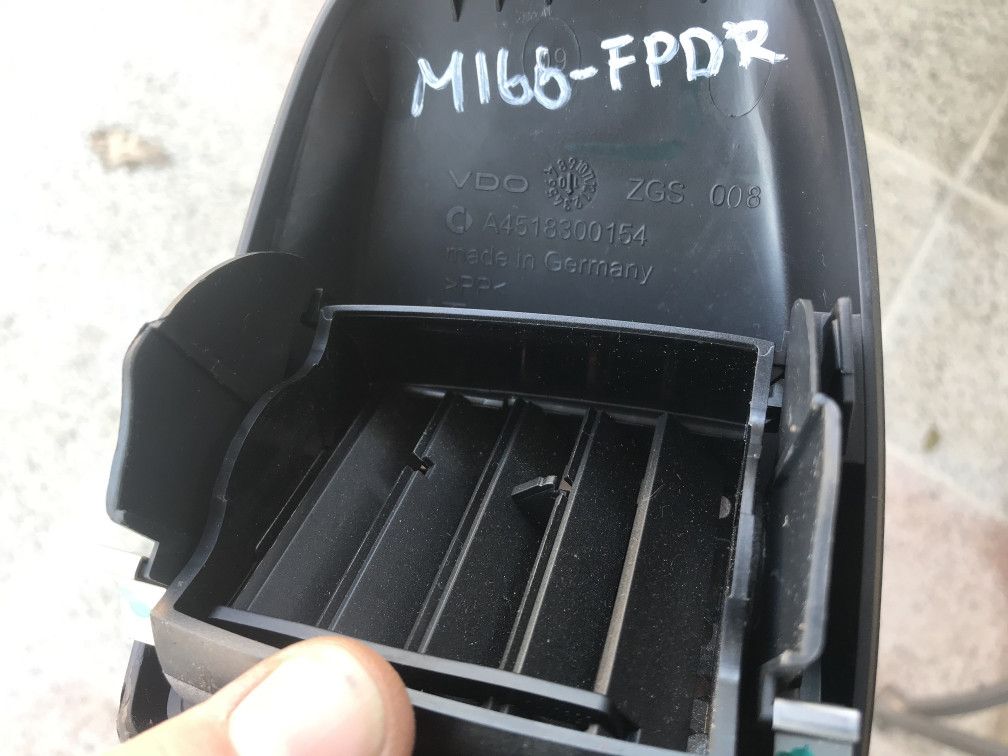 M166-FPDR
VDO ZGS 008
A4518300154
made in Germany
>PP<